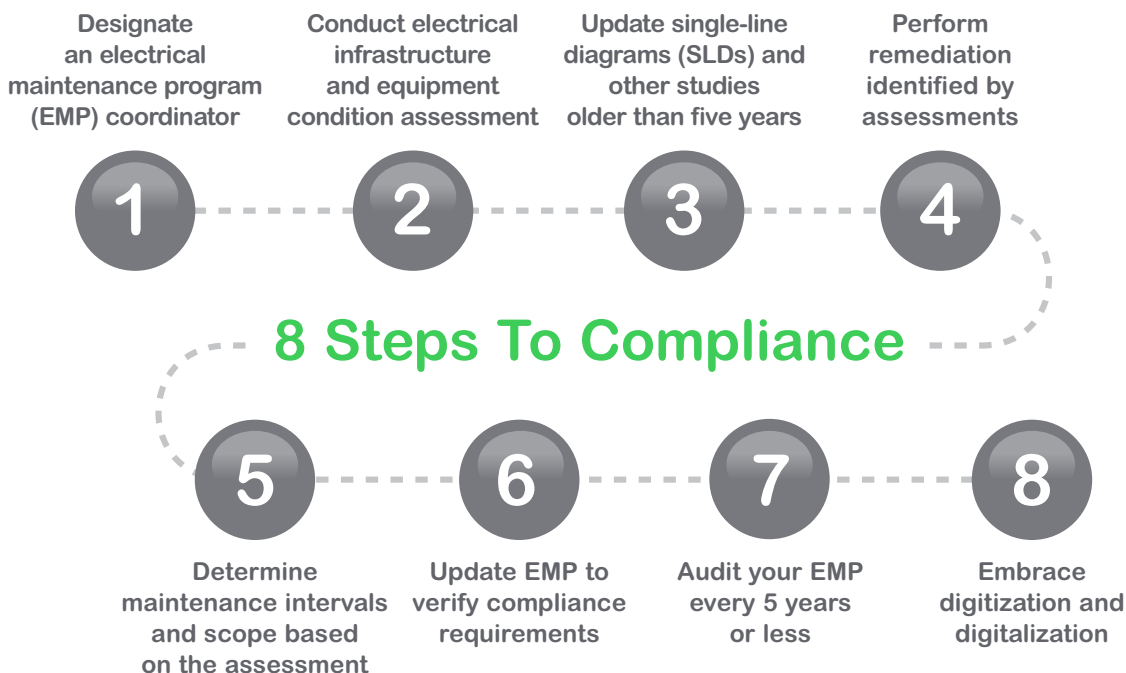 Designate
an electrical
maintenance program
(EMP) coordinator
Conduct electrical
infrastructure
and equipment
condition assessment
Update single-line
diagrams (SLDs) and
other studies
older than five years
Perform
remediation
identified by
assessments
1
2
3
4
8 Steps To Compliance
5
6
7
8
Determine
maintenance intervals
and scope based
on the assessment
Update EMP to
verify compliance
requirements
Audit your EMP
every 5 years
or less
Embrace
digitization and
digitalization